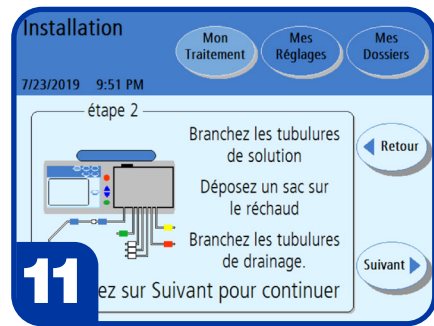 Installation
Mon
Traitement
Mes
Réglages
Mes
Dossiers
7/23/2019 9:51 PM
étape 2
Branchez les tubulures
de solution
Déposez un sac sur
le réchaud
Branchez les tubulures
de drainage.
Retour
Suivant
11
ez sur Suivant pour continuer